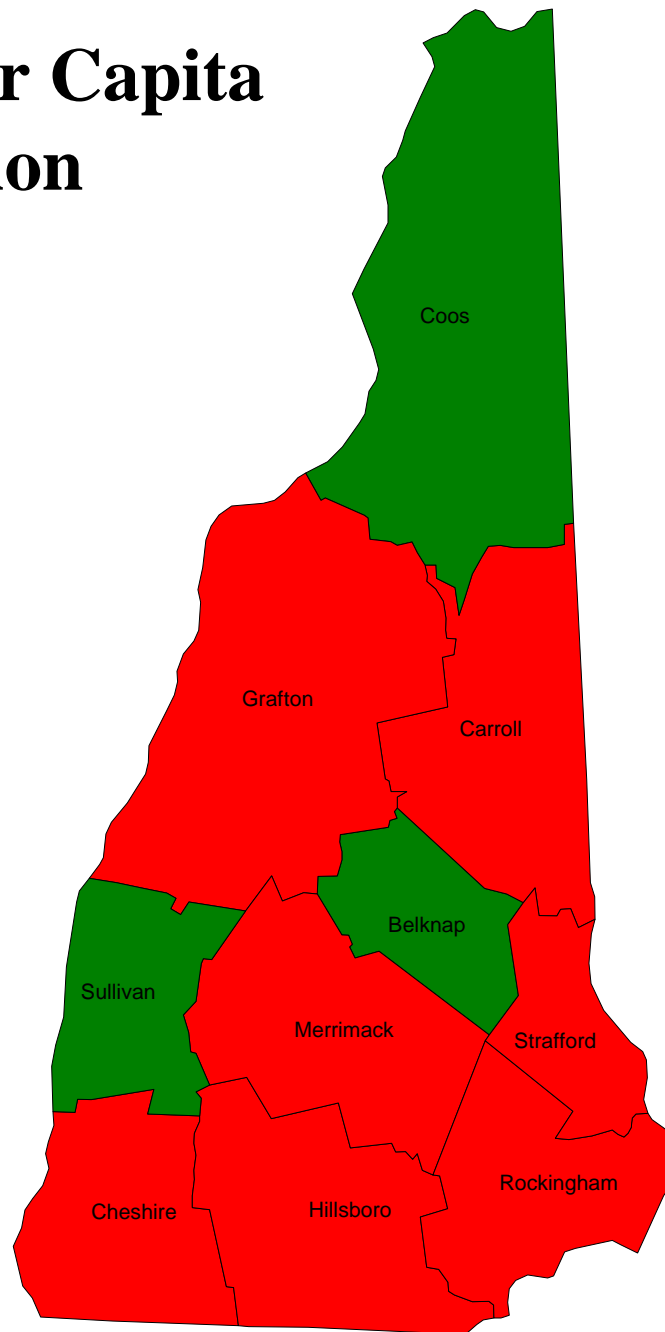 r Capita
on
Coos
Grafton
Carroll
Belknap
Sullivan
Merrimack
Strafford
Rockingham
Cheshire
Hillsboro